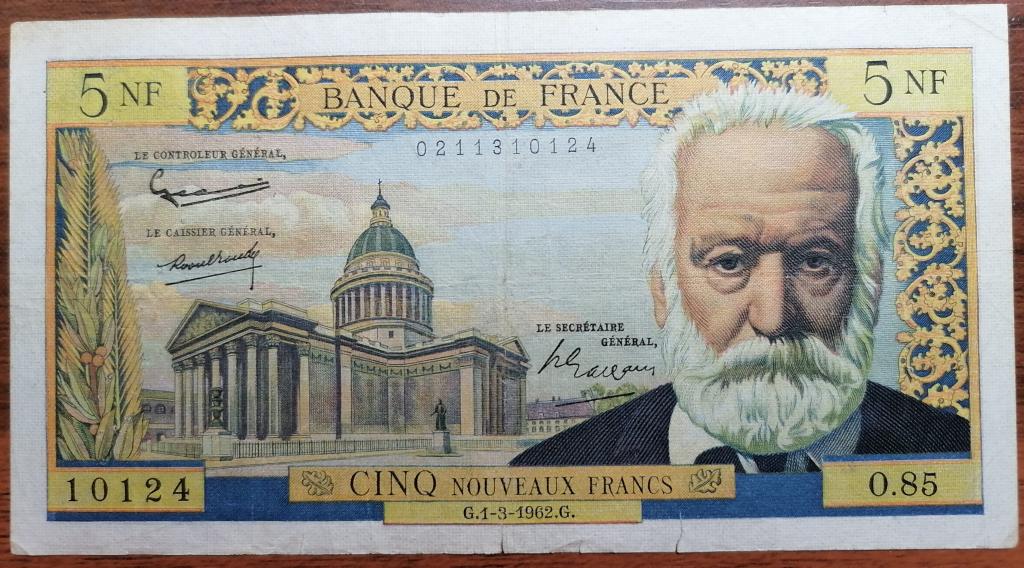 5 NF
BANQUE DE FRANCE
5 NF
0211310124
LE CONTROLEUR GÉNÉRAL,
LE CAISSIER GÉNÉRAL,
LE SECRÉTAIRE
GÉNÉRAL,
10124
CINQ NOUVEAUX FRANCS
0.85
G.1-3-1962.G.